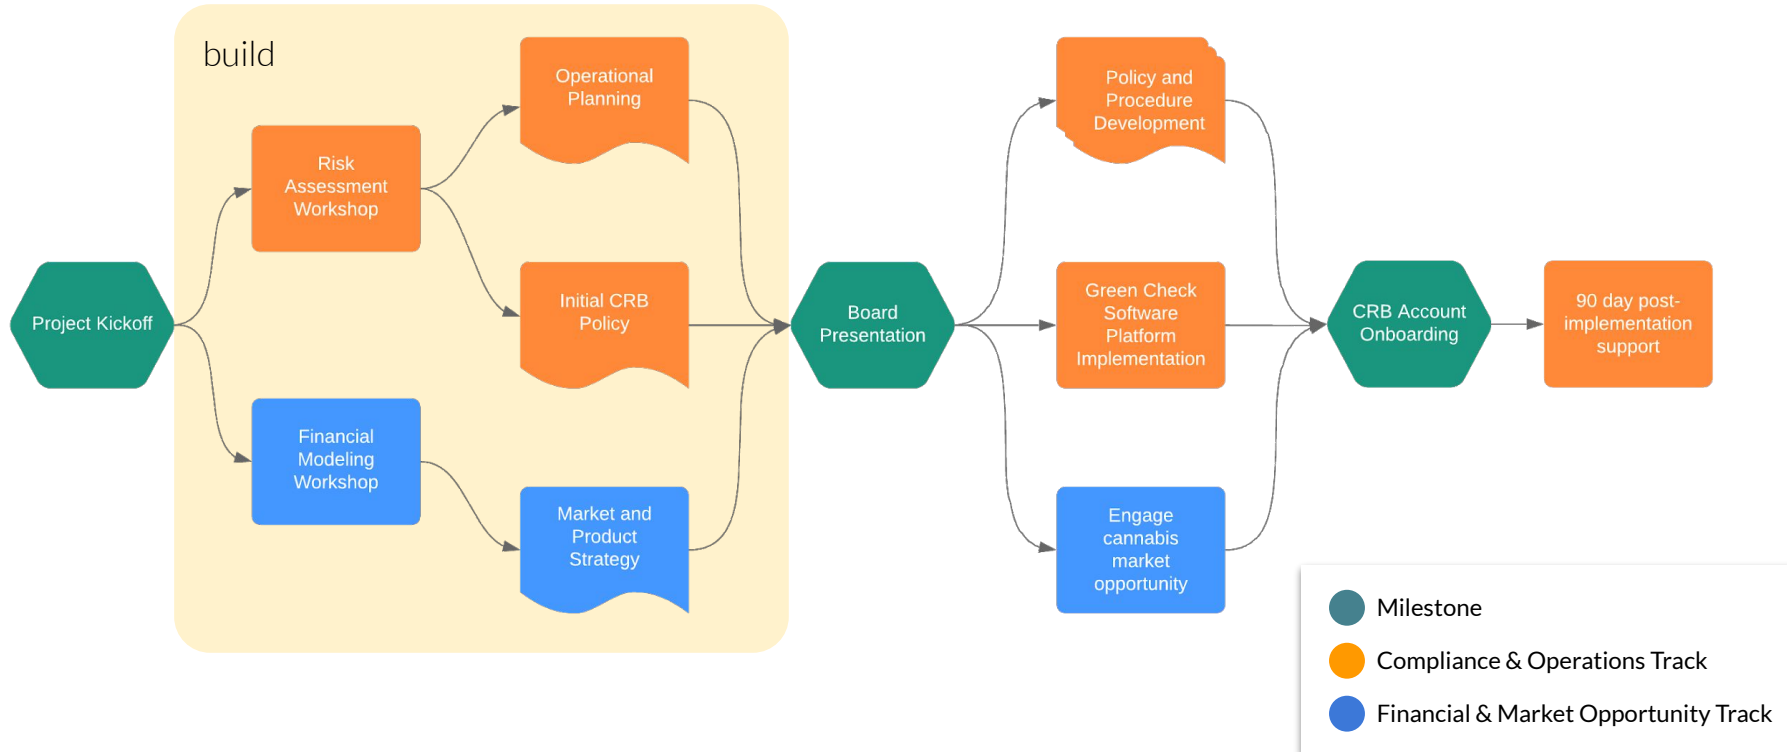 build
Operational
Planning
Risk
Assessment
Workshop
Initial CRB
Policy
Project Kickoff
Financial
Modeling
Workshop
Market and
Product
Strategy
Board
Presentation
Policy and
Procedure
Development
Green Check
Software
Platform
Implementation
Engage
cannabis
market
opportunity
CRB Account
Onboarding
90 day post-
implementation
support
Milestone
Compliance & Operations Track
Financial & Market Opportunity Track